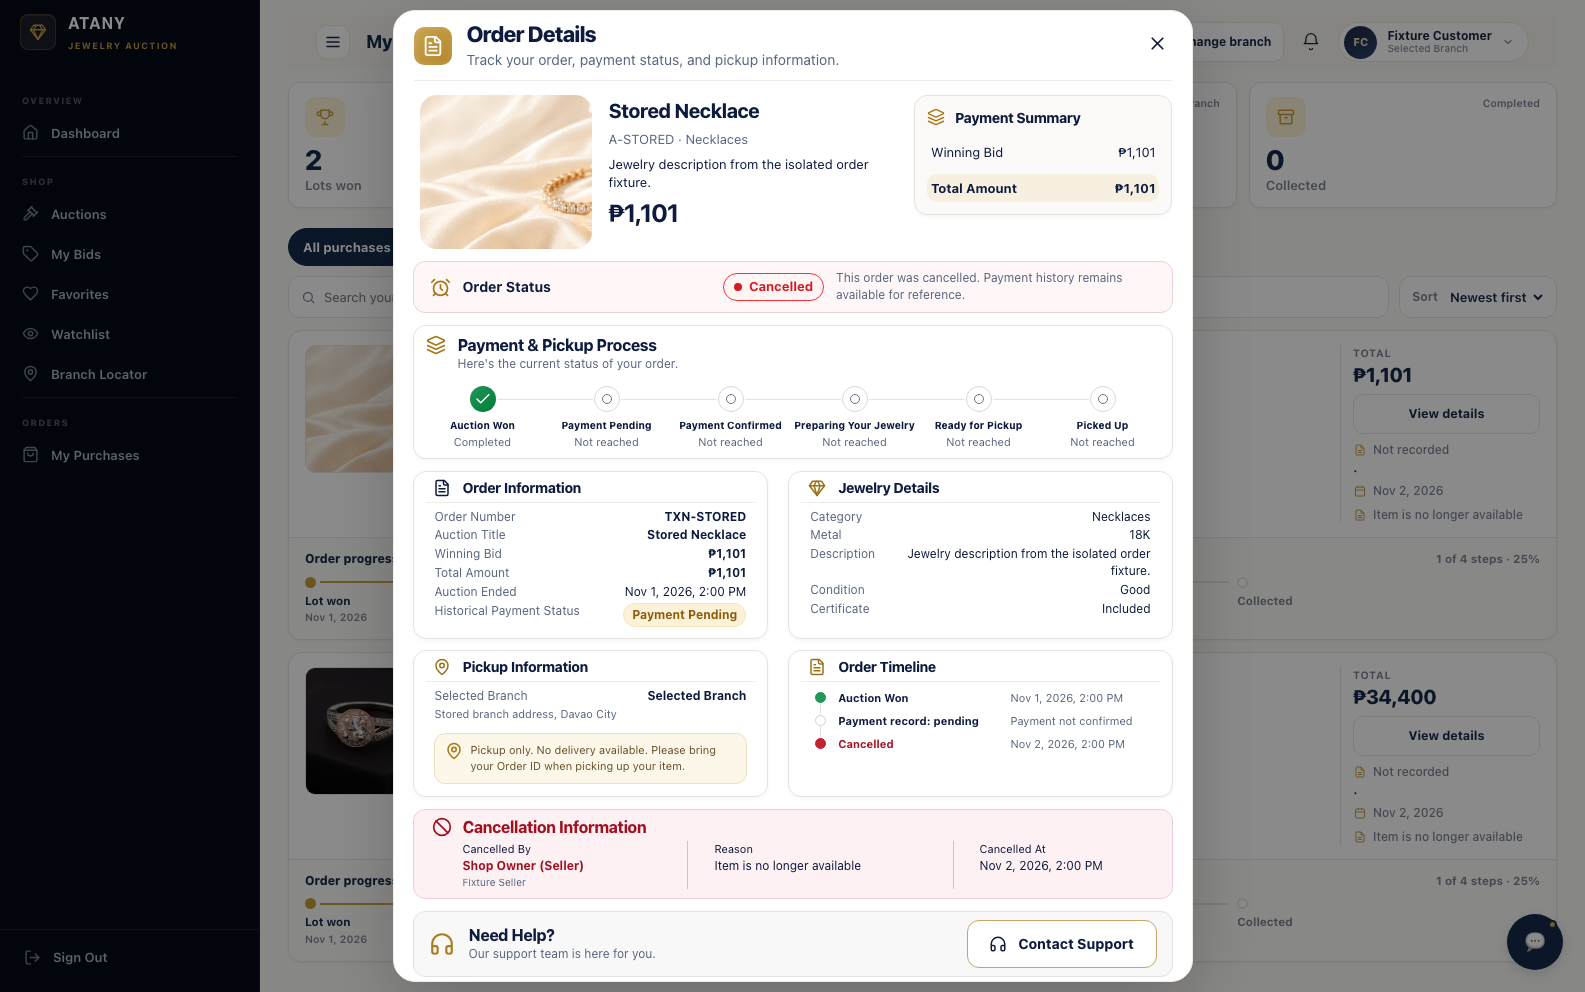 ATANY
JEWELRY AUCTION
OVERVIEW
Dashboard
SHOP
Auctions
My Bids
Favorites
Watchlist
Branch Locator
ORDERS
My Purchases
Sign Out
My
hange branch
FC
Fixture Customer
Selected Branch
2
Lots won
anch
Completed
0
Collected
All purchases
Search your
Sort
Newest first
TOTAL
₱1,101
View details
Not recorded
.
Nov 2, 2026
Item is no longer available
Order progres
1 of 4 steps · 25%
Lot won
Nov 1, 2026
Collected
TOTAL
₱34,400
View details
Not recorded
.
Nov 2, 2026
Item is no longer available
Order progres
1 of 4 steps · 25%
Lot won
Nov 1, 2026
Collected
Order Details
Track your order, payment status, and pickup information.
Stored Necklace
A-STORED · Necklaces
Jewelry description from the isolated order
fixture.
₱1,101
Payment Summary
Winning Bid ₱1,101
Total Amount ₱1,101
Order Status
Cancelled
This order was cancelled. Payment history remains
available for reference.
Payment & Pickup Process
Here's the current status of your order.
Auction Won
Completed
Payment Pending
Not reached
Payment Confirmed
Not reached
Preparing Your Jewelry
Not reached
Ready for Pickup
Not reached
Picked Up
Not reached
Order Information
Order Number TXN-STORED
Auction Title Stored Necklace
Winning Bid ₱1,101
Total Amount ₱1,101
Auction Ended Nov 1, 2026, 2:00 PM
Historical Payment Status Payment Pending
Jewelry Details
Category Necklaces
Metal 18K
Description Jewelry description from the isolated order
fixture.
Condition Good
Certificate Included
Pickup Information
Selected Branch Selected Branch
Stored branch address, Davao City
Pickup only. No delivery available. Please bring
your Order ID when picking up your item.
Order Timeline
Auction Won Nov 1, 2026, 2:00 PM
Payment record: pending Payment not confirmed
Cancelled Nov 2, 2026, 2:00 PM
Cancellation Information
Cancelled By
Shop Owner (Seller)
Fixture Seller
Reason
Item is no longer available
Cancelled At
Nov 2, 2026, 2:00 PM
Need Help?
Our support team is here for you.
Contact Support